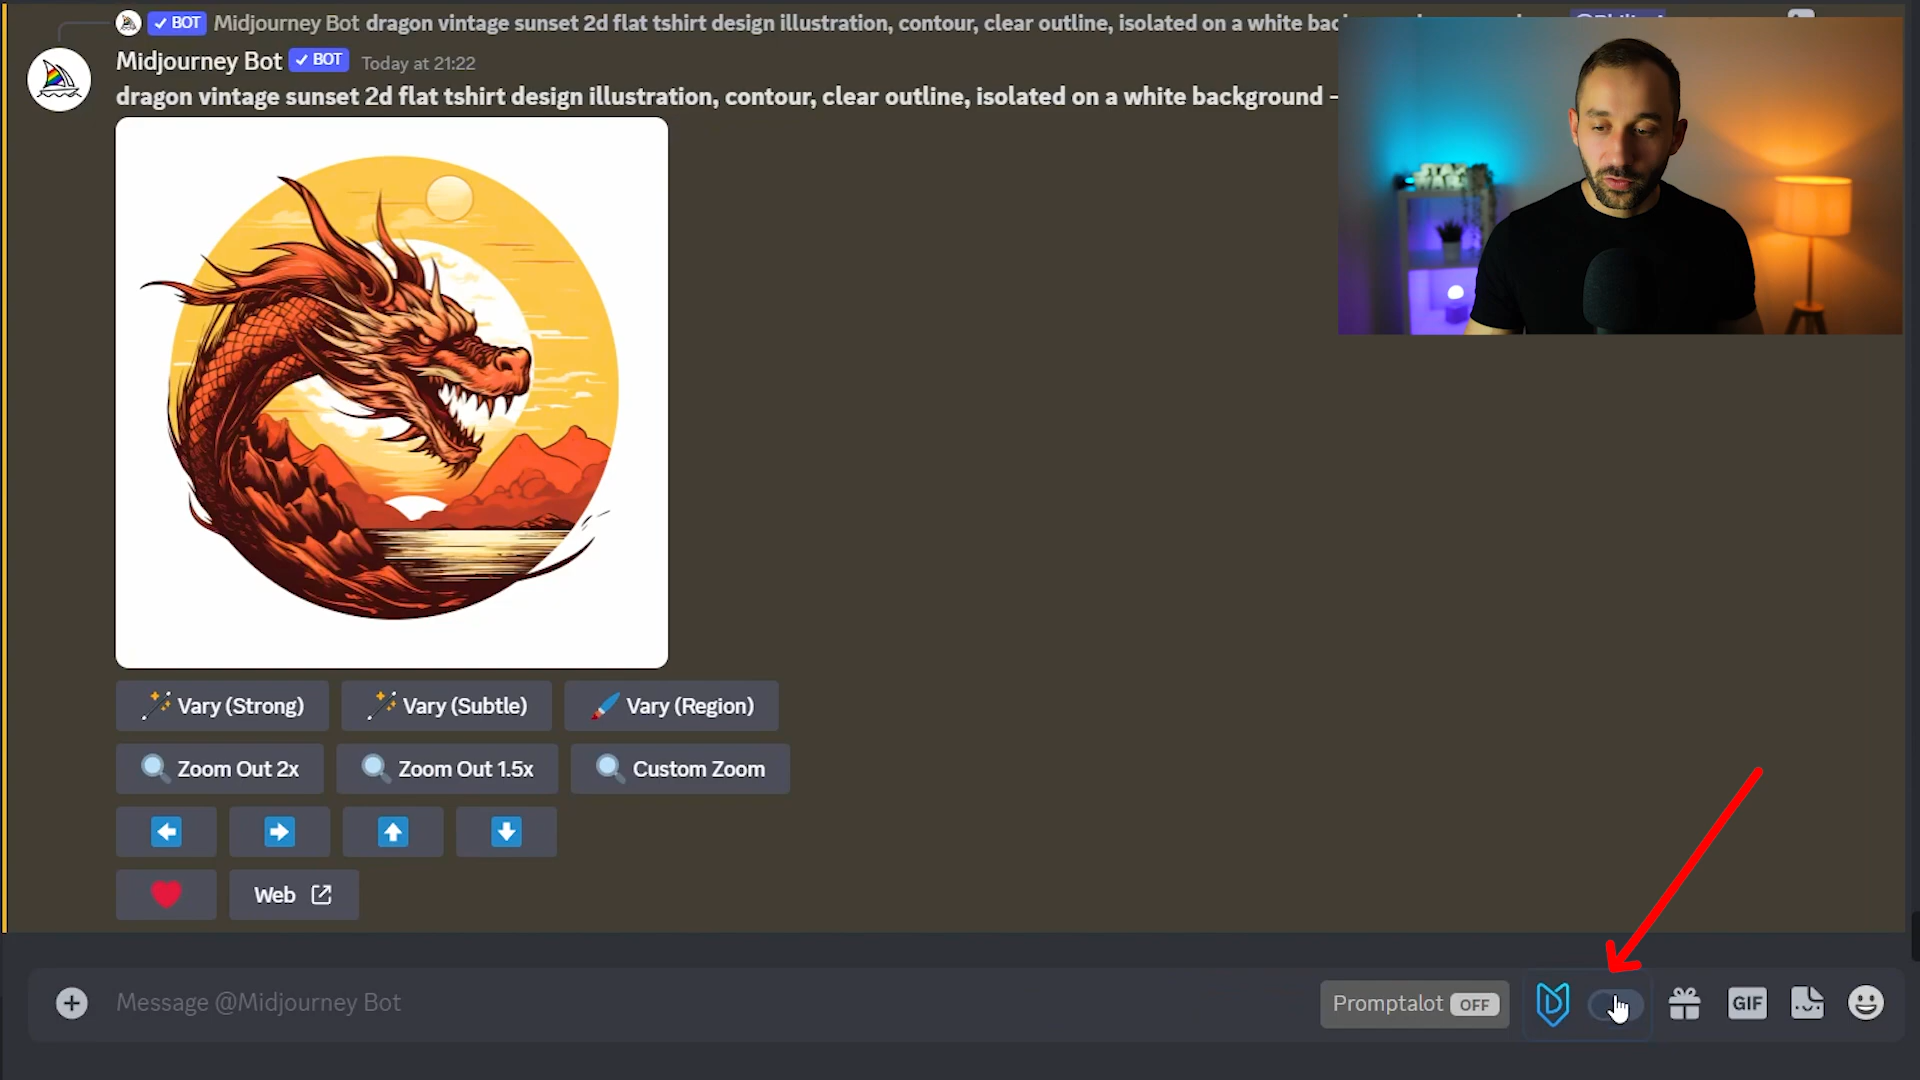 BOT Midjourney Bot dragon vintage sunset 2d flat tshirt design illustration, contour, clear outline, isolated on a white
Midjourney Bot BOT Today at 21:22
dragon vintage sunset 2d flat tshirt design illustration, contour, clear outline, isolated on a white background -
STAR
WARS
Vary (Strong) Vary (Subtle) Vary (Region)
Zoom Out 2x Zoom Out 1.5x Custom Zoom
Web
Message @Midjourney Bot Promptalot OFF GIF